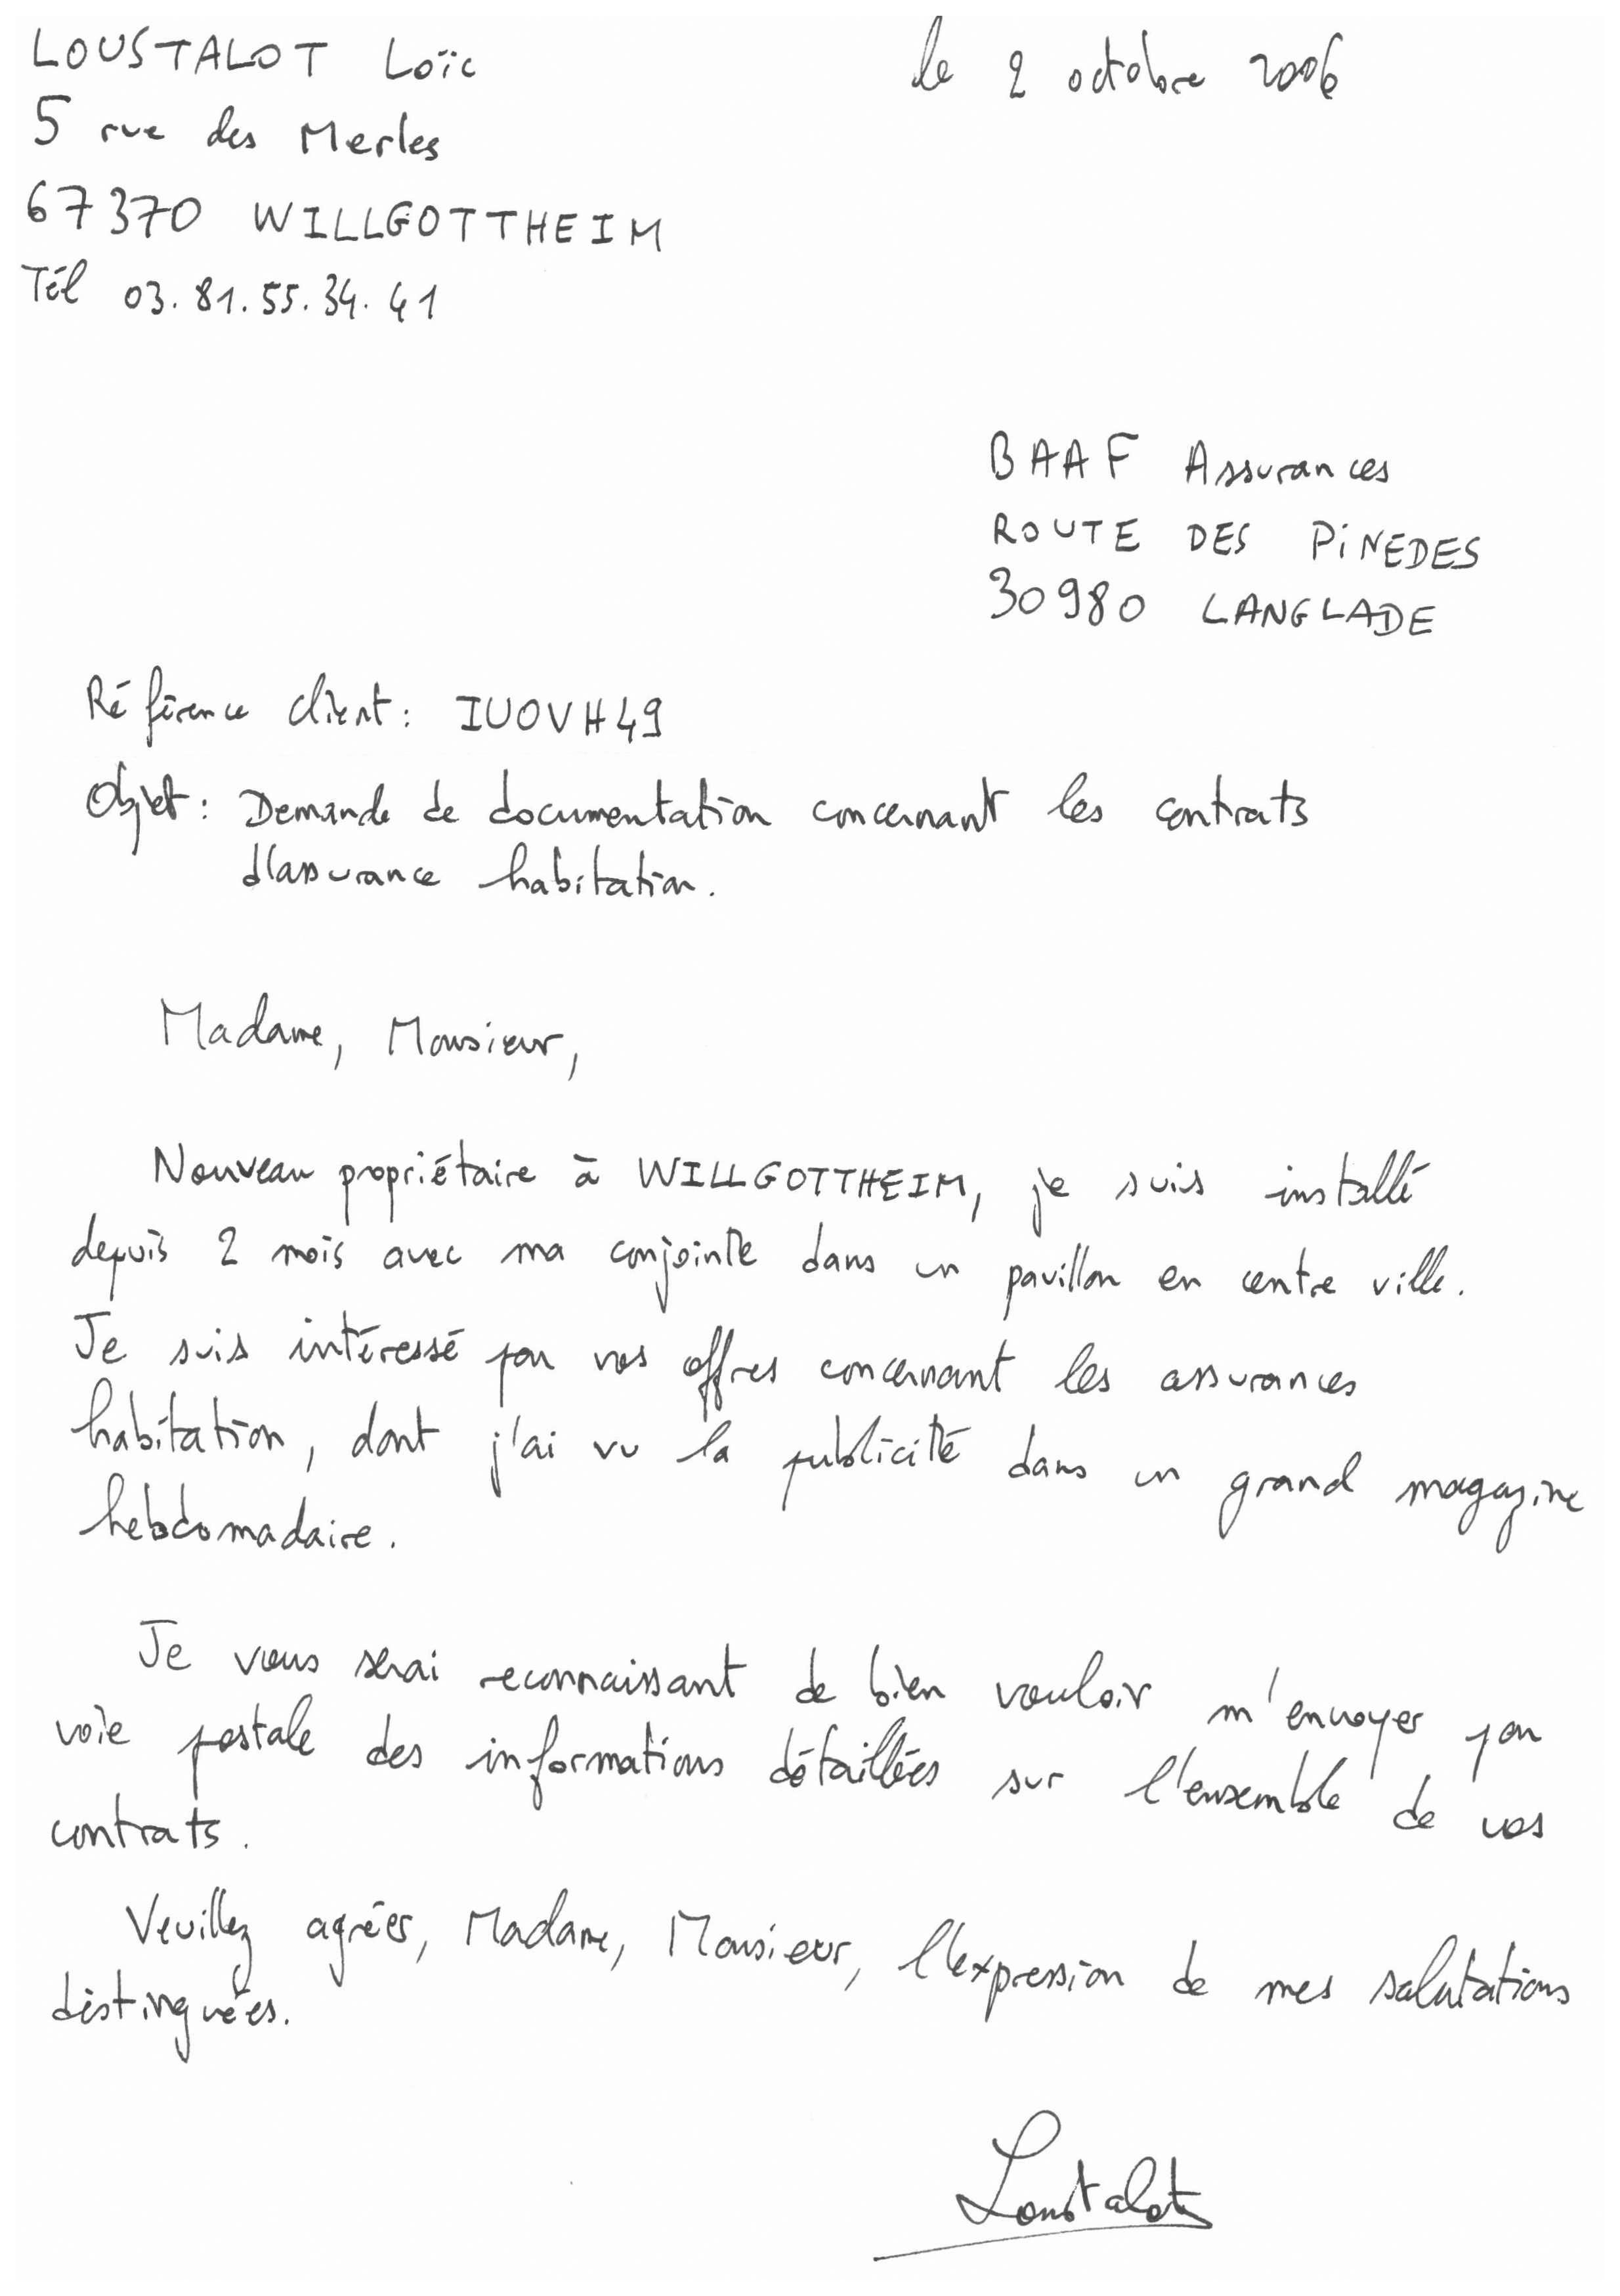 LOUSTALOT Loïc
le 2 octobre 2006
5 rue des Merles
67370 WILLGOTTHEIM
Tél 03.81.55.34.41
BAAF Assurances
ROUTE DES PINEDES
30980 LANGLADE
Référence client : IUOVH49
Objet : Demande de documentation concernant les contrats
d'assurance habitation.
Madame, Monsieur,
Nouveau propriétaire à WILLGOTTHEIM, je suis installé
depuis 2 mois avec ma conjointe dans un pavillon en centre ville.
Je suis intéressé par vos offres concernant les assurances
habitation, dont j'ai vu la publicité dans un grand magazine
hebdomadaire.
Je vous serai reconnaissant de bien vouloir m'envoyer par
voie postale des informations détaillées sur l'ensemble de vos
contrats.
Veuillez agréer, Madame, Monsieur, l'expression de mes salutations
distinguées.
Loustalot